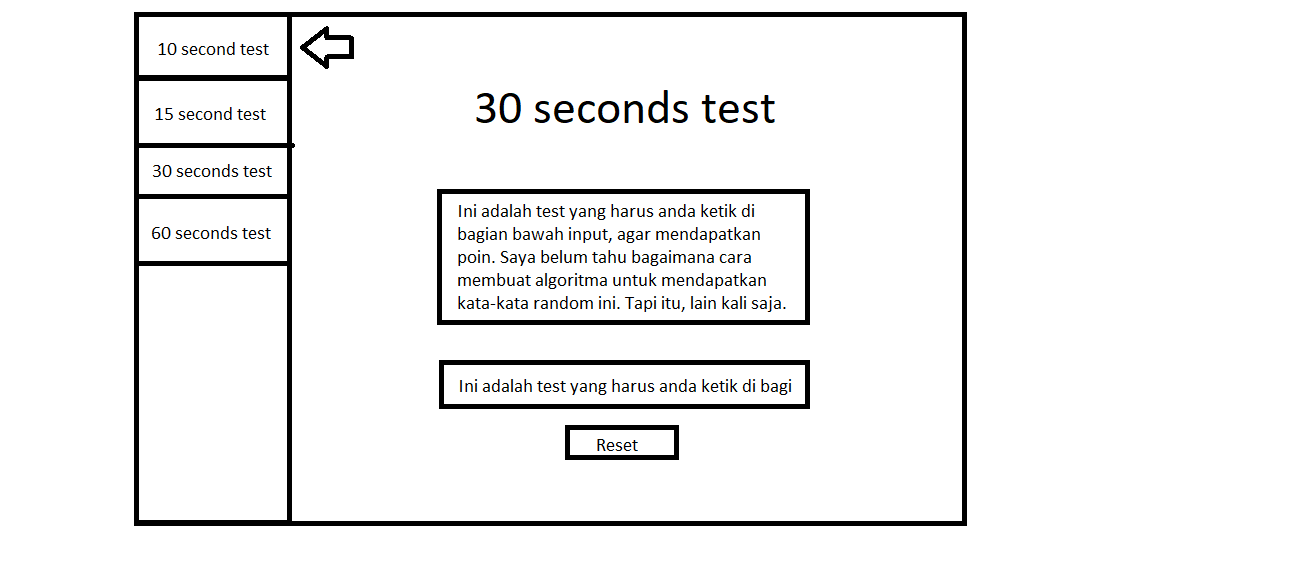 10 second test
15 second test
30 seconds test
60 seconds test
30 seconds test
Ini adalah test yang harus anda ketik di
bagian bawah input, agar mendapatkan
poin. Saya belum tahu bagaimana cara
membuat algoritma untuk mendapatkan
kata-kata random ini. Tapi itu, lain kali saja.
Ini adalah test yang harus anda ketik di bagi
Reset